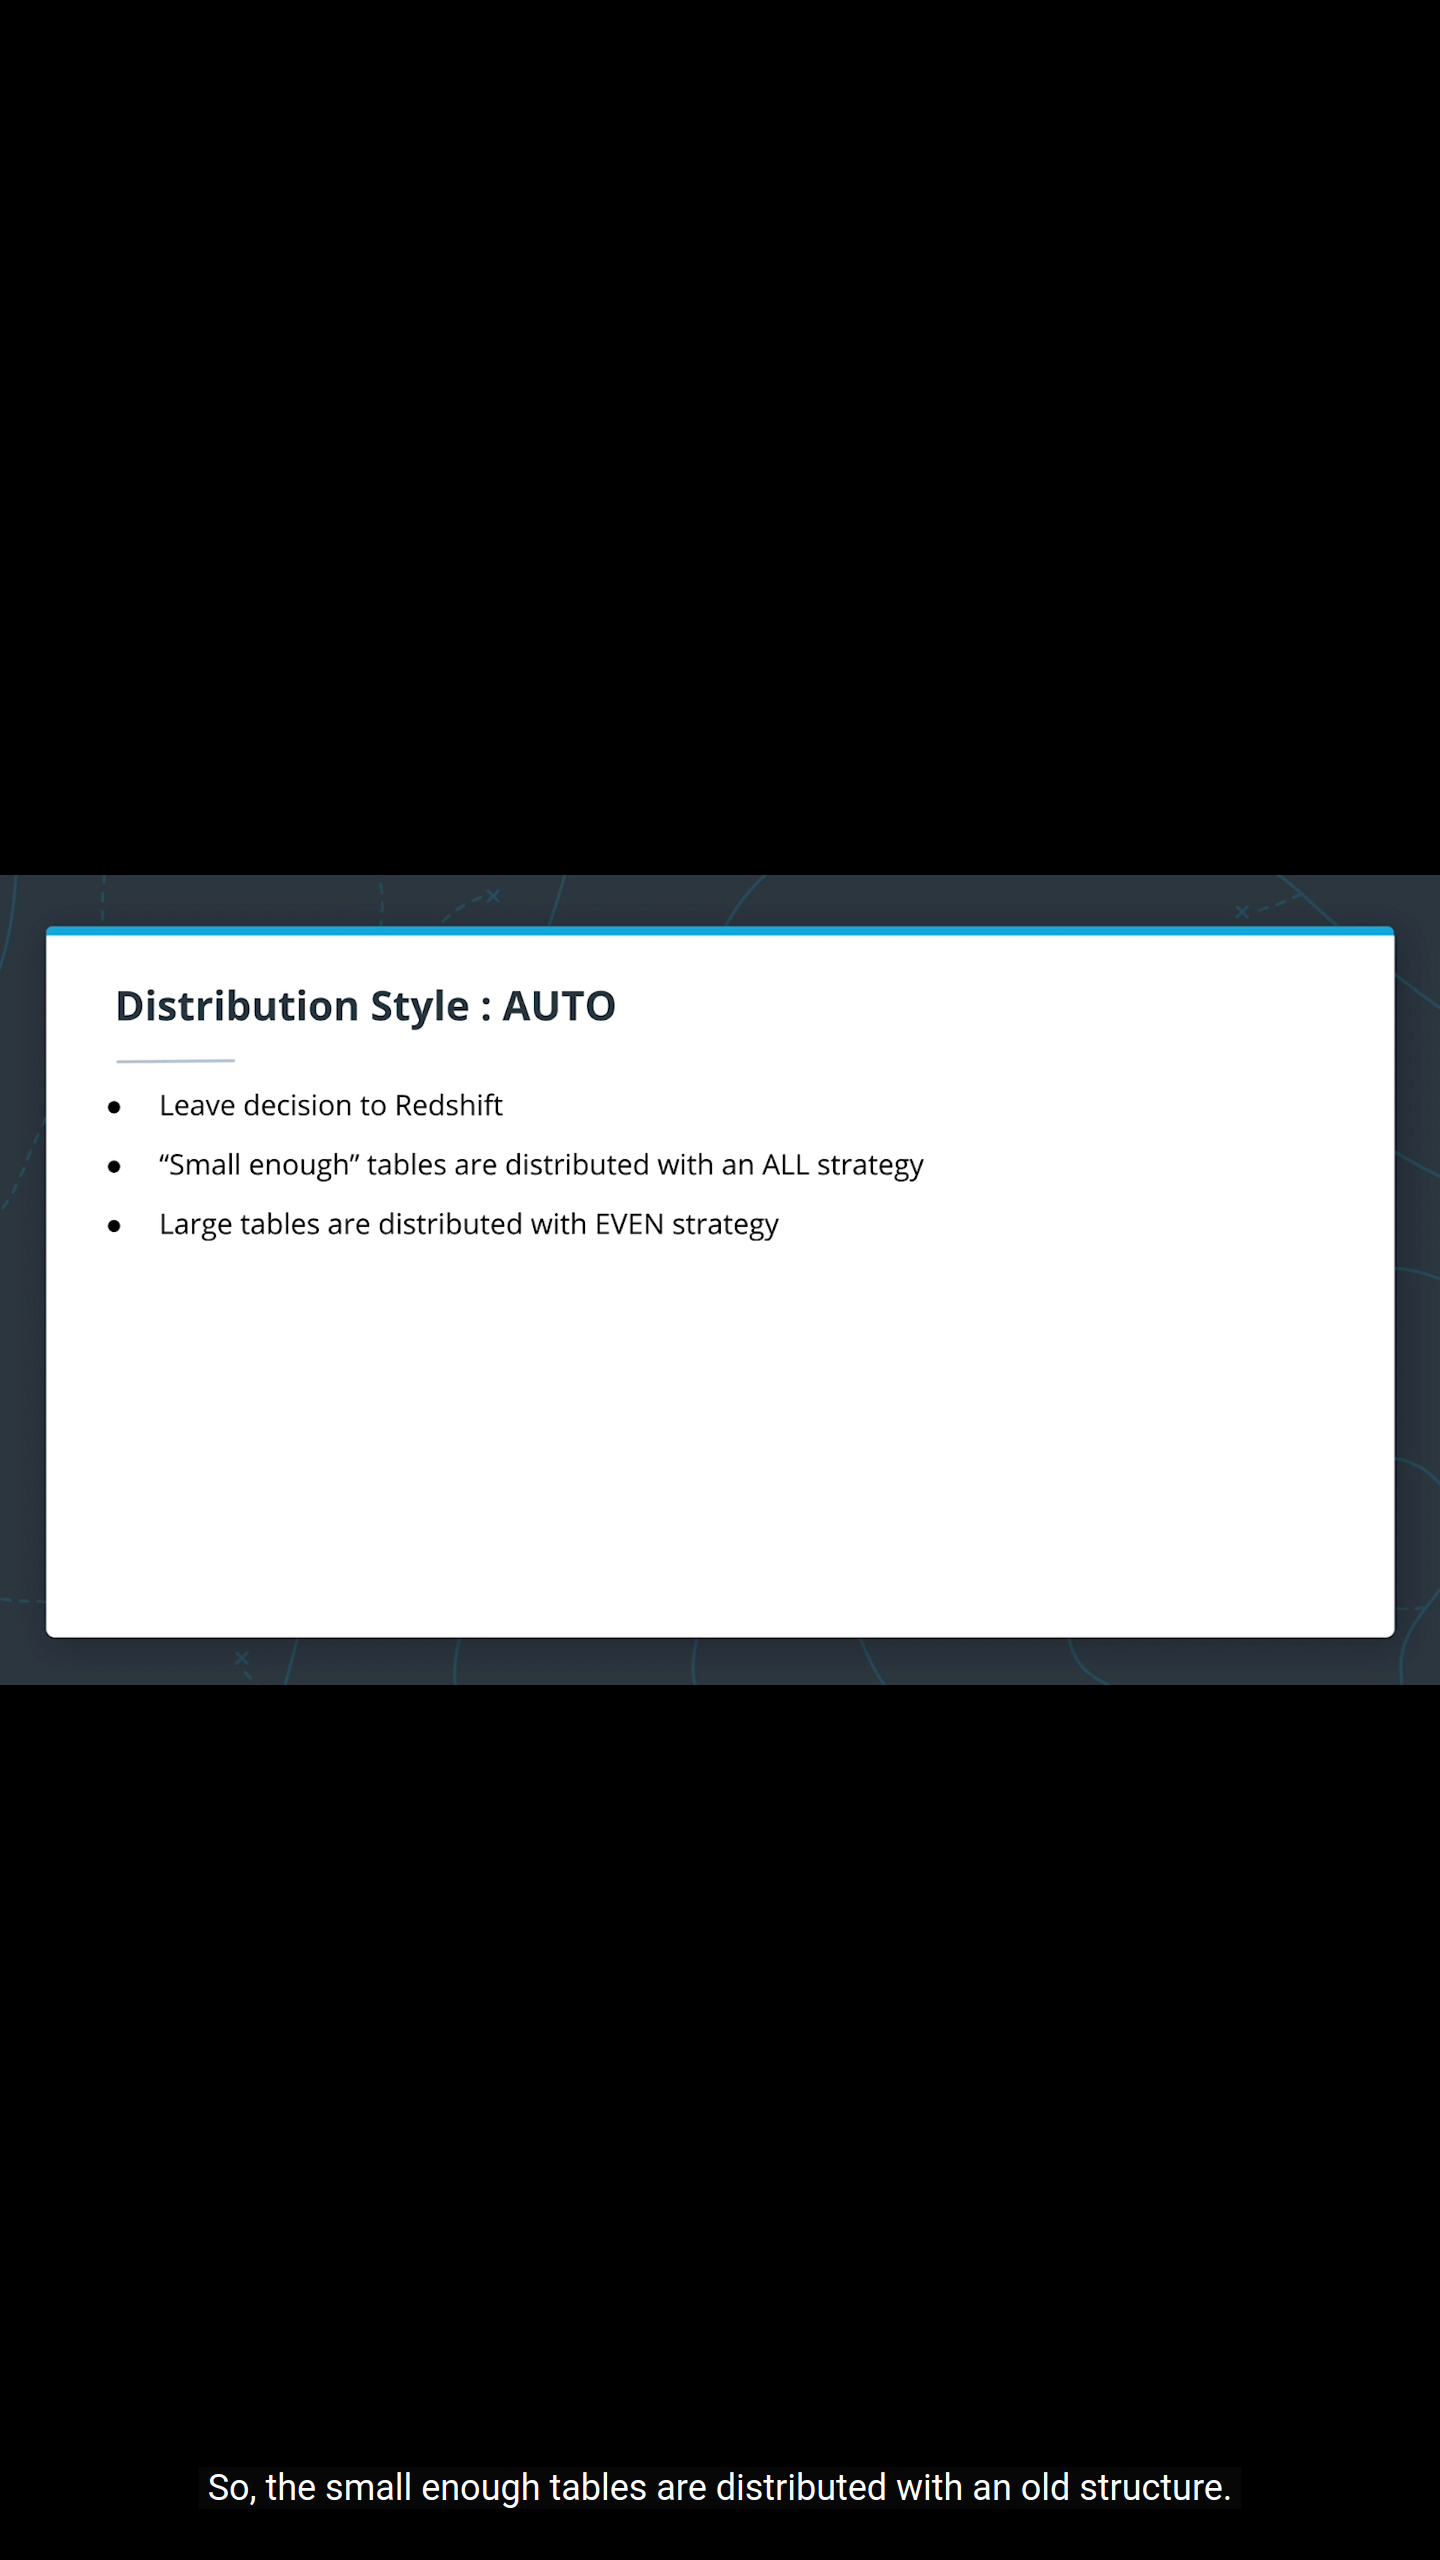 Distribution Style : AUTO
● Leave decision to Redshift
● “Small enough” tables are distributed with an ALL strategy
● Large tables are distributed with EVEN strategy
So, the small enough tables are distributed with an old structure.